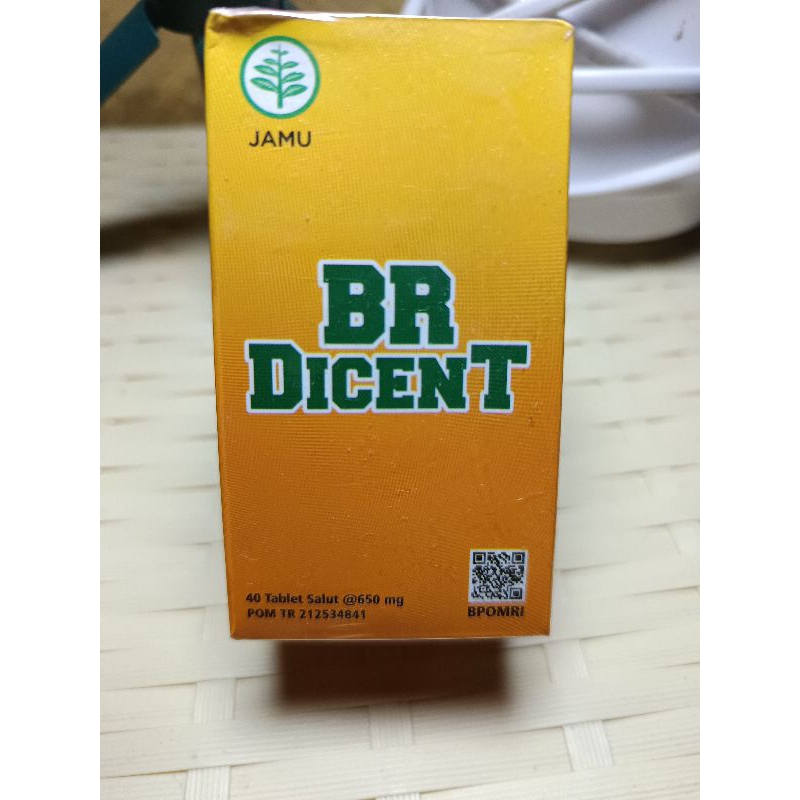 JAMU
BR
DICENT
40 Tablet Salut @650 mg
POM TR 212534841
BPOMRI